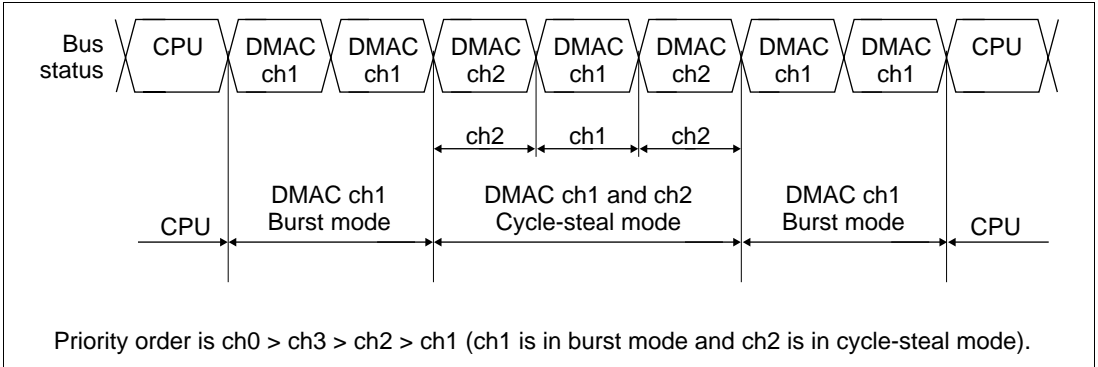 Bus status
CPU
DMAC ch1
DMAC ch1
DMAC ch2
DMAC ch1
DMAC ch2
DMAC ch1
DMAC ch1
CPU
ch2
ch1
ch2
CPU
DMAC ch1
Burst mode
DMAC ch1 and ch2
Cycle-steal mode
DMAC ch1
Burst mode
CPU
Priority order is ch0 > ch3 > ch2 > ch1 (ch1 is in burst mode and ch2 is in cycle-steal mode).